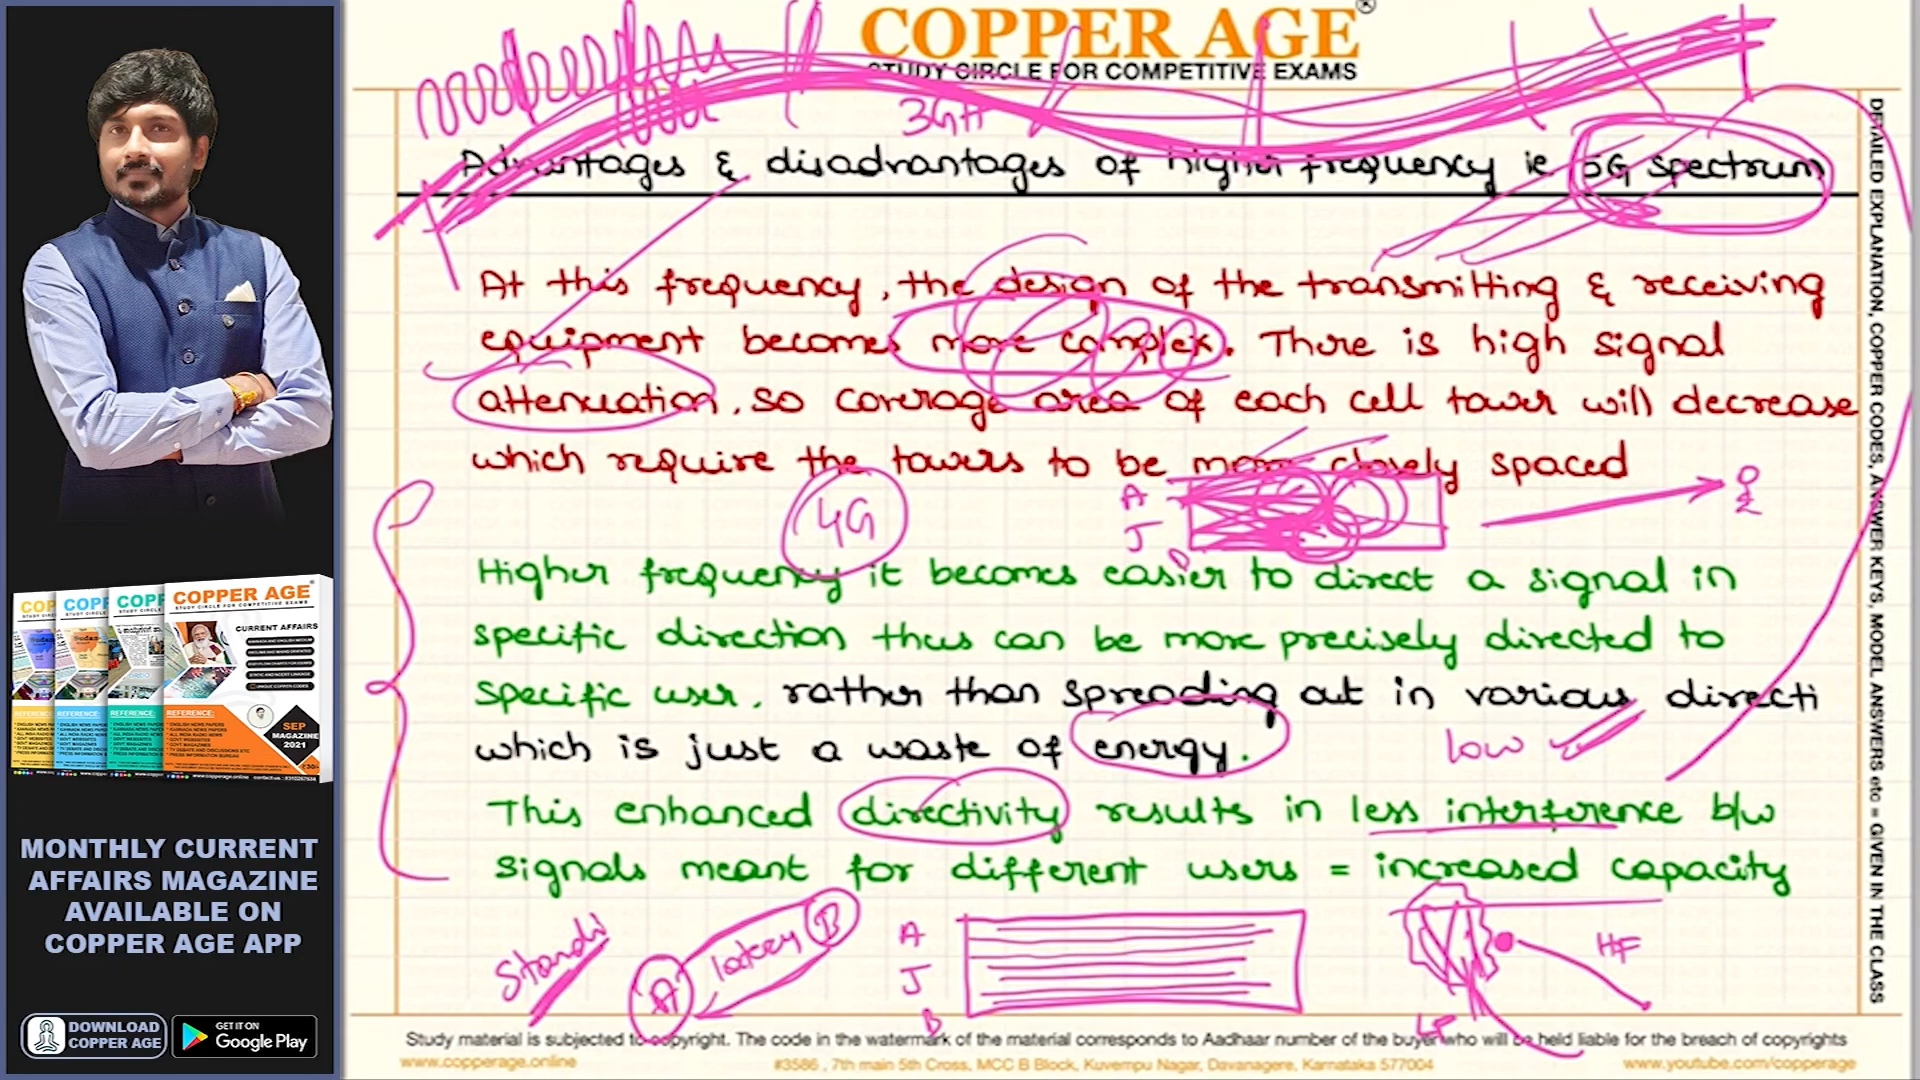 COPPER AGE
STUDY CIRCLE FOR COMPETITIVE EXAMS
3GH
Advantages & disadvantages of higher frequency ie 5G spectrum
At this frequency, the design of the transmitting & receiving
equipment becomes more complex. There is high signal
attenuation, so coverage area of each cell tower will decrease
which require the towers to be more closely spaced
4G
A
J
B
Higher frequency it becomes easier to direct a signal in
specific direction thus can be more precisely directed to
specific user, rather than spreading out in various directi
which is just a waste of energy.
low
This enhanced directivity results in less interference b/w
signals meant for different users = increased capacity
A
B
A
J
B
HF
LF
Study material is subjected to copyright. The code in the watermark of the material corresponds to Aadhaar number of the buyer who will be held liable for the breach of copyrights
www.copperage.online
#3586 , 7th main 5th Cross, MCC B Block, Kuvempu Nagar, Davanagere, Karnataka 577004
www.youtube.com/copperage
DETAILED EXPLANATION, COPPER CODES, ANSWER KEYS, MODEL ANSWERS etc = GIVEN IN THE CLASS
COPPER AGE
STUDY CIRCLE FOR COMPETITIVE EXAMS
CURRENT AFFAIRS
REFERENCE:
SEP
MAGAZINE
2021
MONTHLY CURRENT
AFFAIRS MAGAZINE
AVAILABLE ON
COPPER AGE APP
DOWNLOAD
COPPER AGE
GET IT ON
Google Play